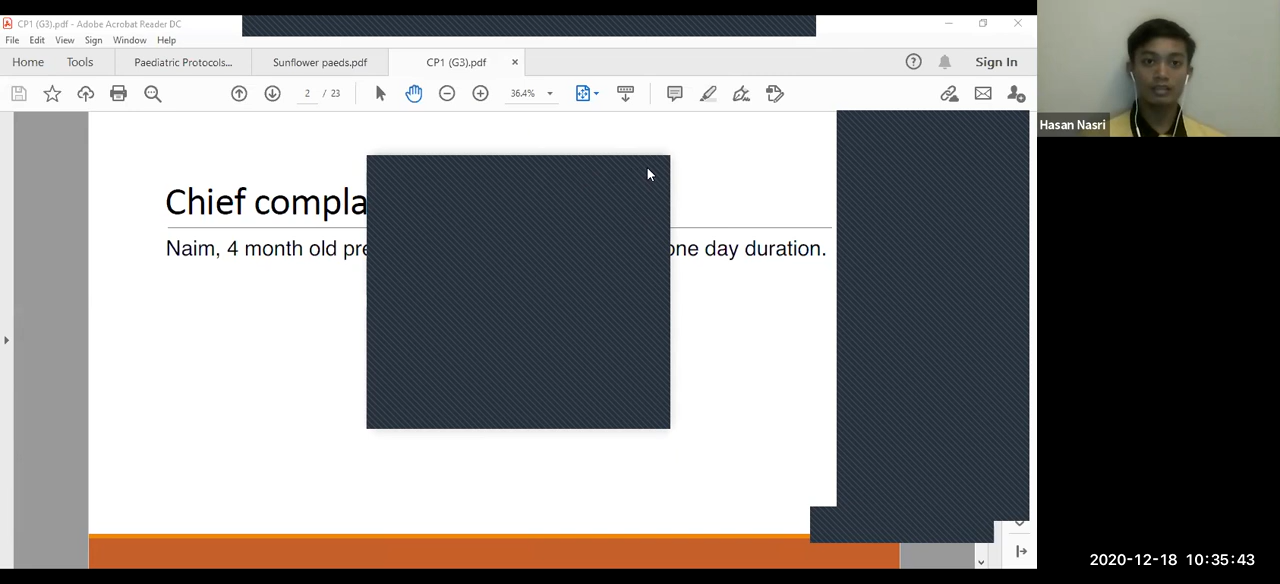 CP1 (G3).pdf - Adobe Acrobat Reader DC
File Edit View Sign Window Help
Home Tools Paediatric Protocols... Sunflower paeds.pdf CP1 (G3).pdf × Sign In
2 / 23 36.4%
Hasan Nasri
Chief compla
Naim, 4 month old pre one day duration.
2020-12-18 10:35:43